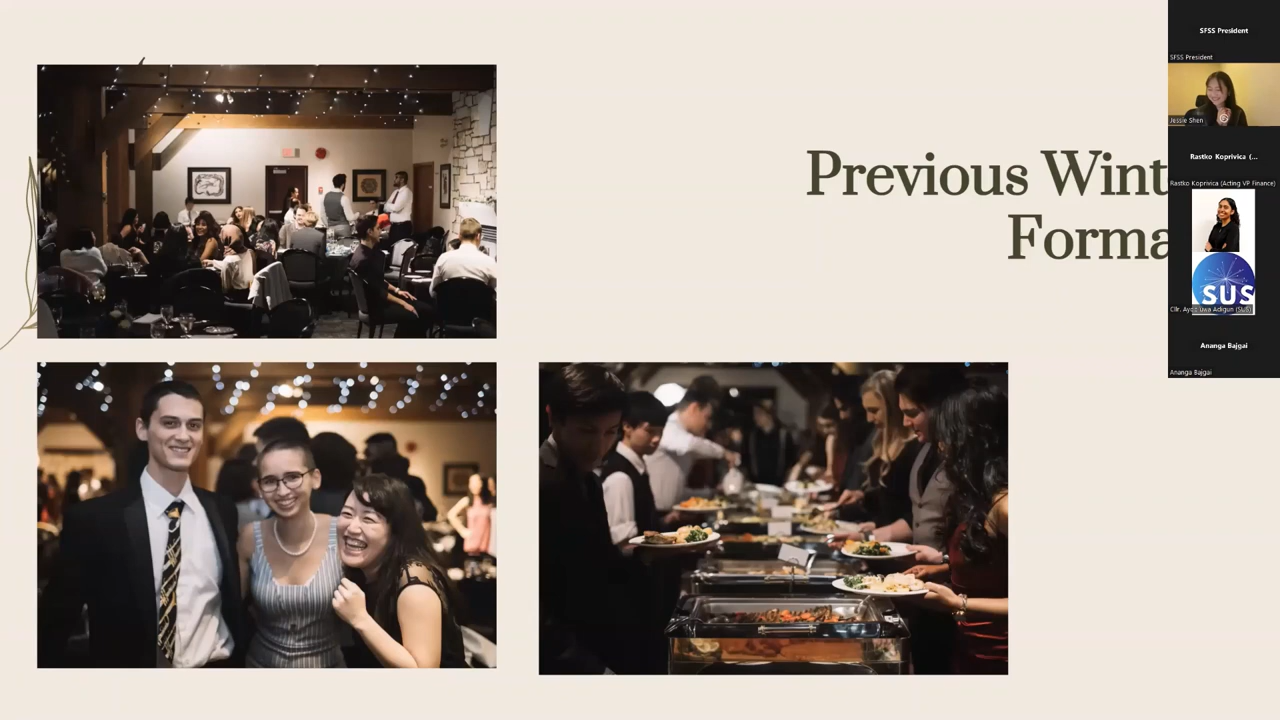 Previous Wint
Forma
SFSS President
SFSS President
Jessie Shen
Rastko Koprivica (...
Rastko Koprivica (Acting VP Finance)
SUS
Ananga Bajgai
Ananga Bajgai